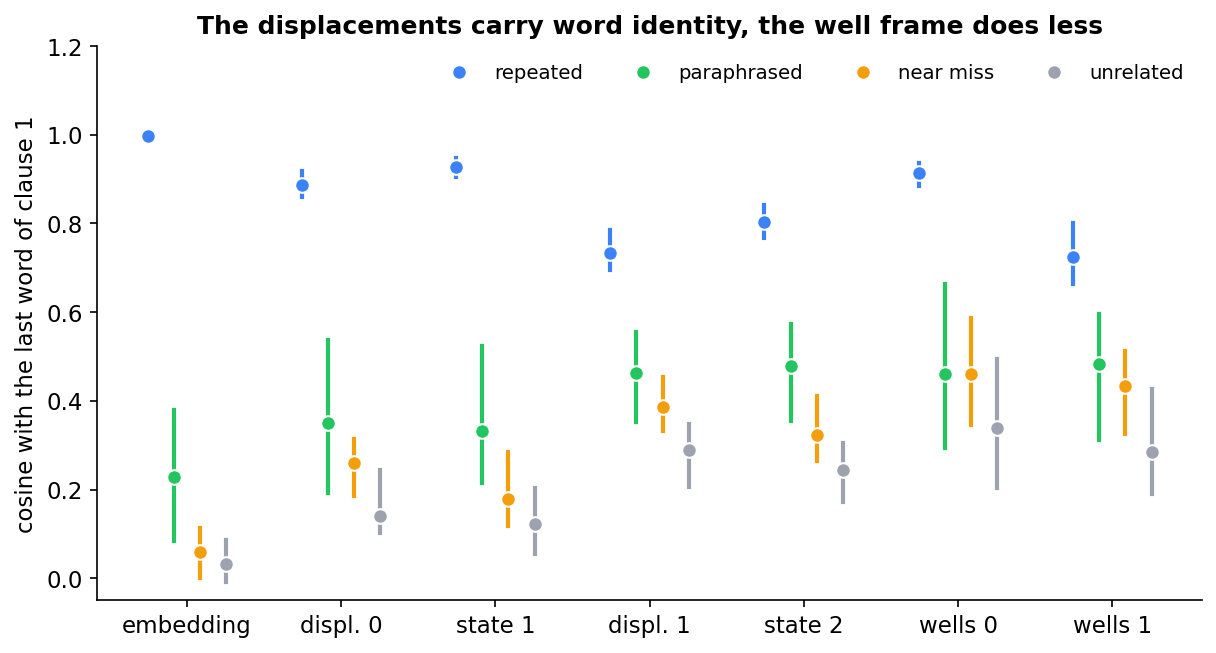 The displacements carry word identity, the well frame does less
repeated paraphrased near miss unrelated
cosine with the last word of clause 1
1.2
1.0
0.8
0.6
0.4
0.2
0.0
embedding displ. 0 state 1 displ. 1 state 2 wells 0 wells 1